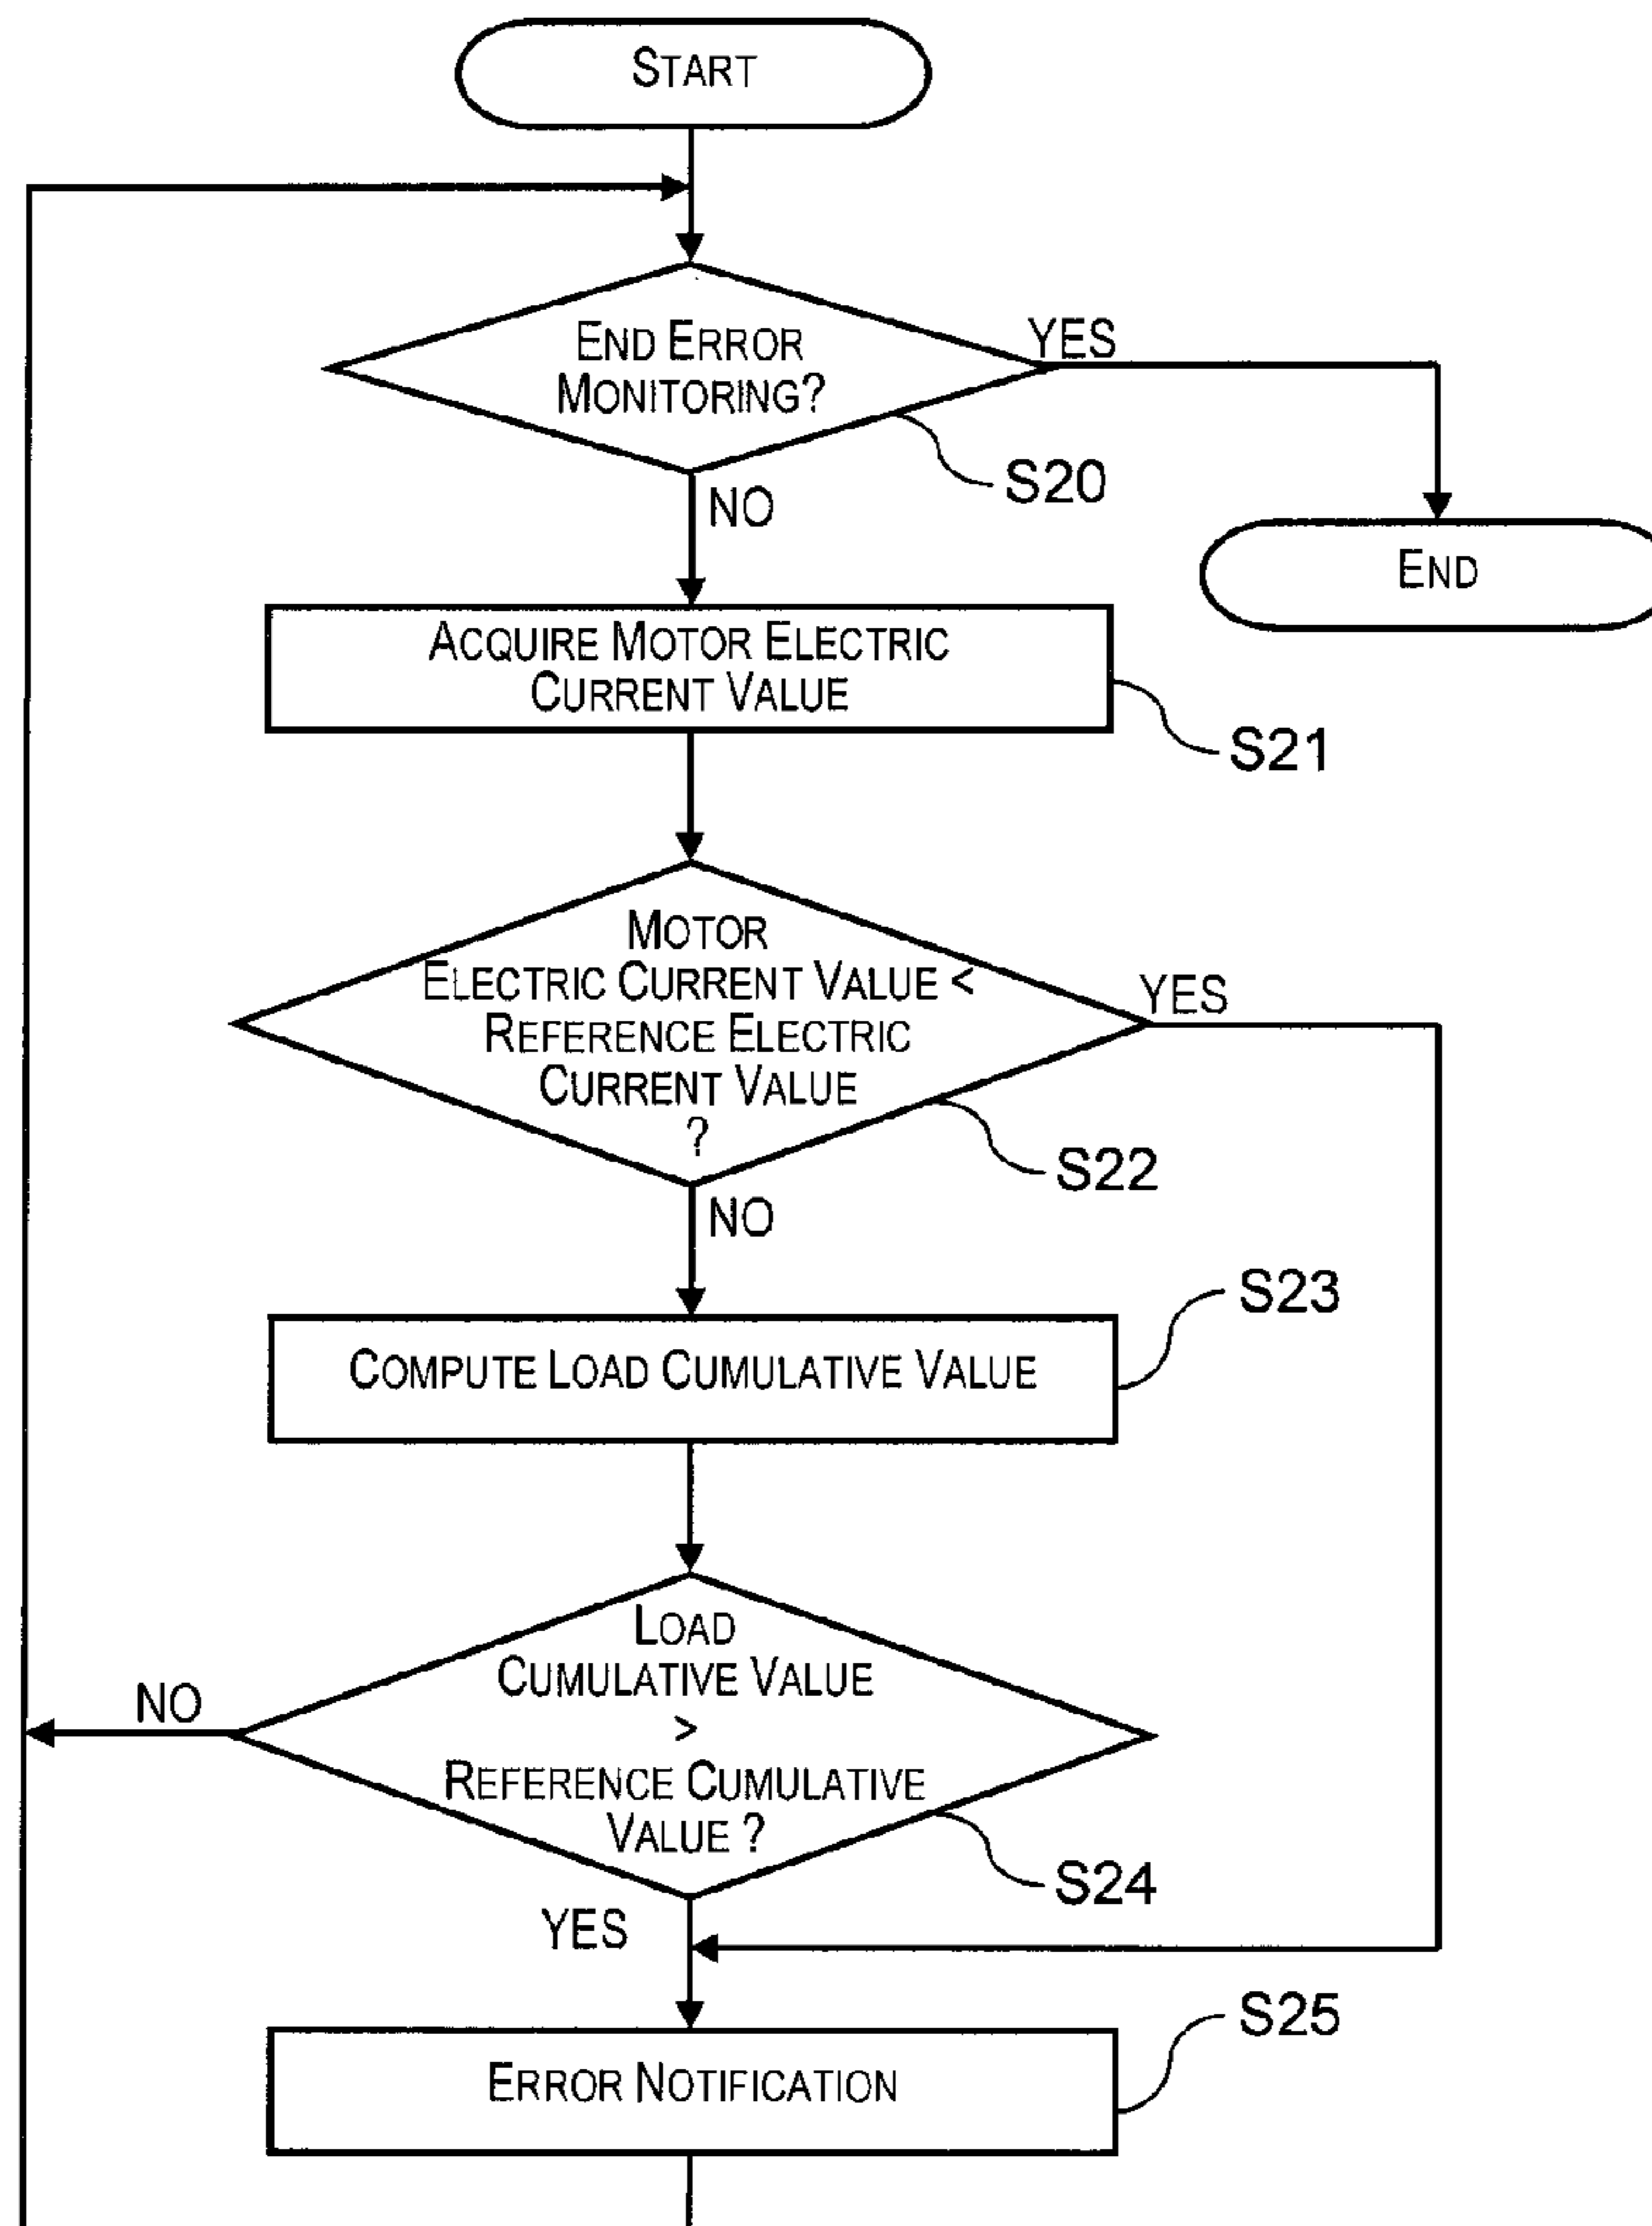 START
END ERROR
MONITORING?
YES
S20
NO
END
ACQUIRE MOTOR ELECTRIC
CURRENT VALUE
S21
MOTOR
ELECTRIC CURRENT VALUE <
REFERENCE ELECTRIC
CURRENT VALUE
?
YES
S22
NO
S23
COMPUTE LOAD CUMULATIVE VALUE
LOAD
CUMULATIVE VALUE
>
REFERENCE CUMULATIVE
VALUE ?
NO
S24
YES
S25
ERROR NOTIFICATION